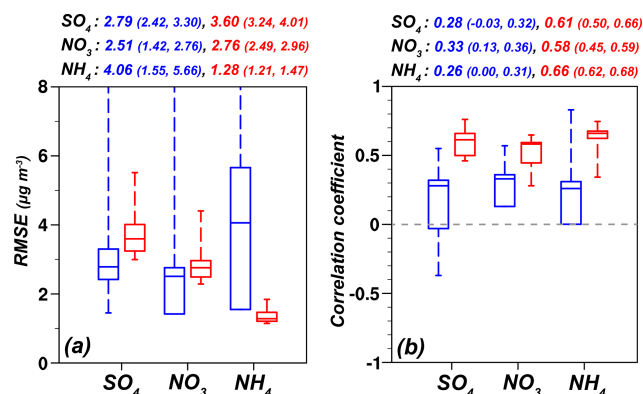 SO4 : 2.79 (2.42, 3.30), 3.60 (3.24, 4.01)
NO3 : 2.51 (1.42, 2.76), 2.76 (2.49, 2.96)
NH4 : 4.06 (1.55, 5.66), 1.28 (1.21, 1.47)
8
6
4
2
0
RMSE (µg m-3)
(a)
SO4 NO3 NH4
SO4 : 0.28 (-0.03, 0.32), 0.61 (0.50, 0.66)
NO3 : 0.33 (0.13, 0.36), 0.58 (0.45, 0.59)
NH4 : 0.26 (0.00, 0.31), 0.66 (0.62, 0.68)
1
0.5
0
-0.5
-1
Correlation coefficient
(b)
SO4 NO3 NH4